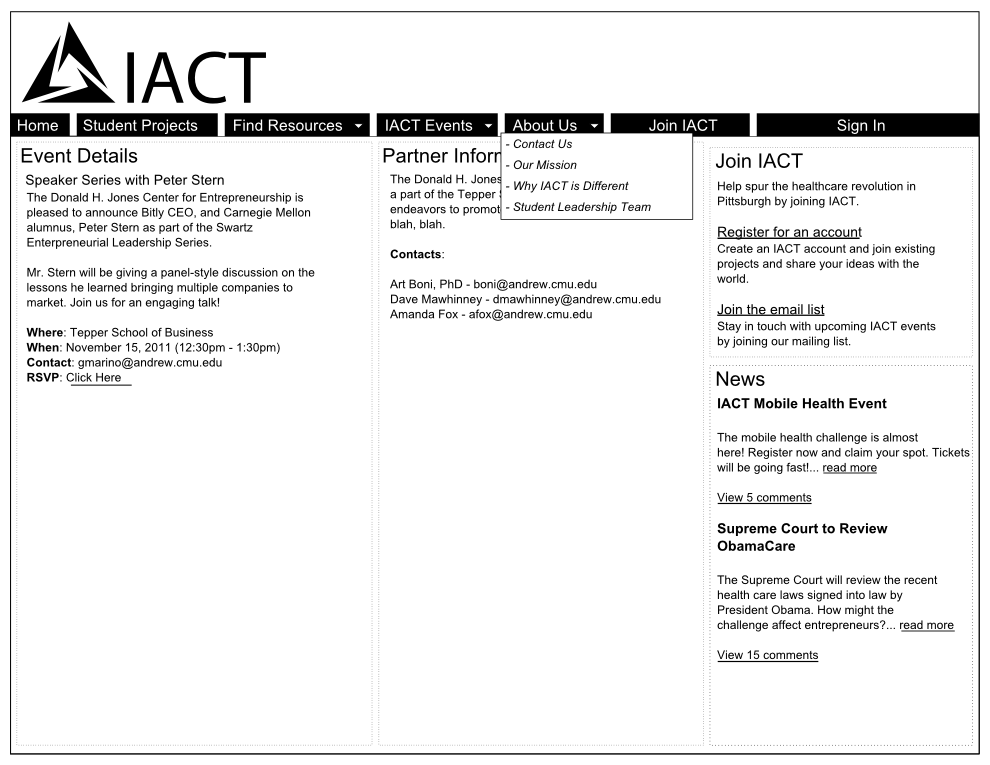 IACT
Home
Student Projects
Find Resources
IACT Events
About Us
Join IACT
Sign In
- Contact Us
- Our Mission
- Why IACT is Different
- Student Leadership Team
Event Details
Speaker Series with Peter Stern
The Donald H. Jones Center for Entrepreneurship is
pleased to announce Bitly CEO, and Carnegie Mellon
alumnus, Peter Stern as part of the Swartz
Enterpreneurial Leadership Series.
Mr. Stern will be giving a panel-style discussion on the
lessons he learned bringing multiple companies to
market. Join us for an engaging talk!
Where: Tepper School of Business
When: November 15, 2011 (12:30pm - 1:30pm)
Contact: gmarino@andrew.cmu.edu
RSVP: Click Here
Partner Infor
The Donald H. Jones
a part of the Tepper
endeavors to promot
blah, blah.
Contacts:
Art Boni, PhD - boni@andrew.cmu.edu
Dave Mawhinney - dmawhinney@andrew.cmu.edu
Amanda Fox - afox@andrew.cmu.edu
Join IACT
Help spur the healthcare revolution in
Pittsburgh by joining IACT.
Register for an account
Create an IACT account and join existing
projects and share your ideas with the
world.
Join the email list
Stay in touch with upcoming IACT events
by joining our mailing list.
News
IACT Mobile Health Event
The mobile health challenge is almost
here! Register now and claim your spot. Tickets
will be going fast!... read more
View 5 comments
Supreme Court to Review
ObamaCare
The Supreme Court will review the recent
health care laws signed into law by
President Obama. How might the
challenge affect entrepreneurs?... read more
View 15 comments